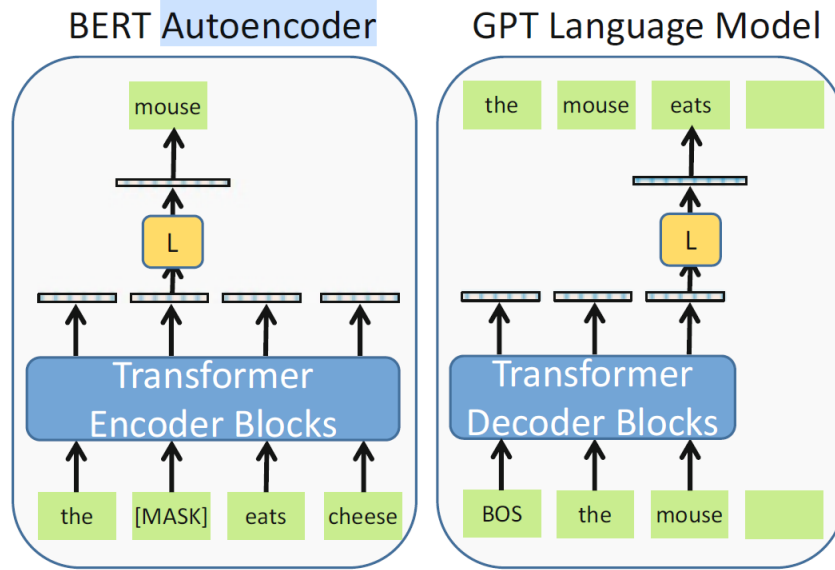 BERT Autoencoder
mouse
L
Transformer
Encoder Blocks
the [MASK] eats cheese
GPT Language Model
the mouse eats
L
Transformer
Decoder Blocks
BOS the mouse